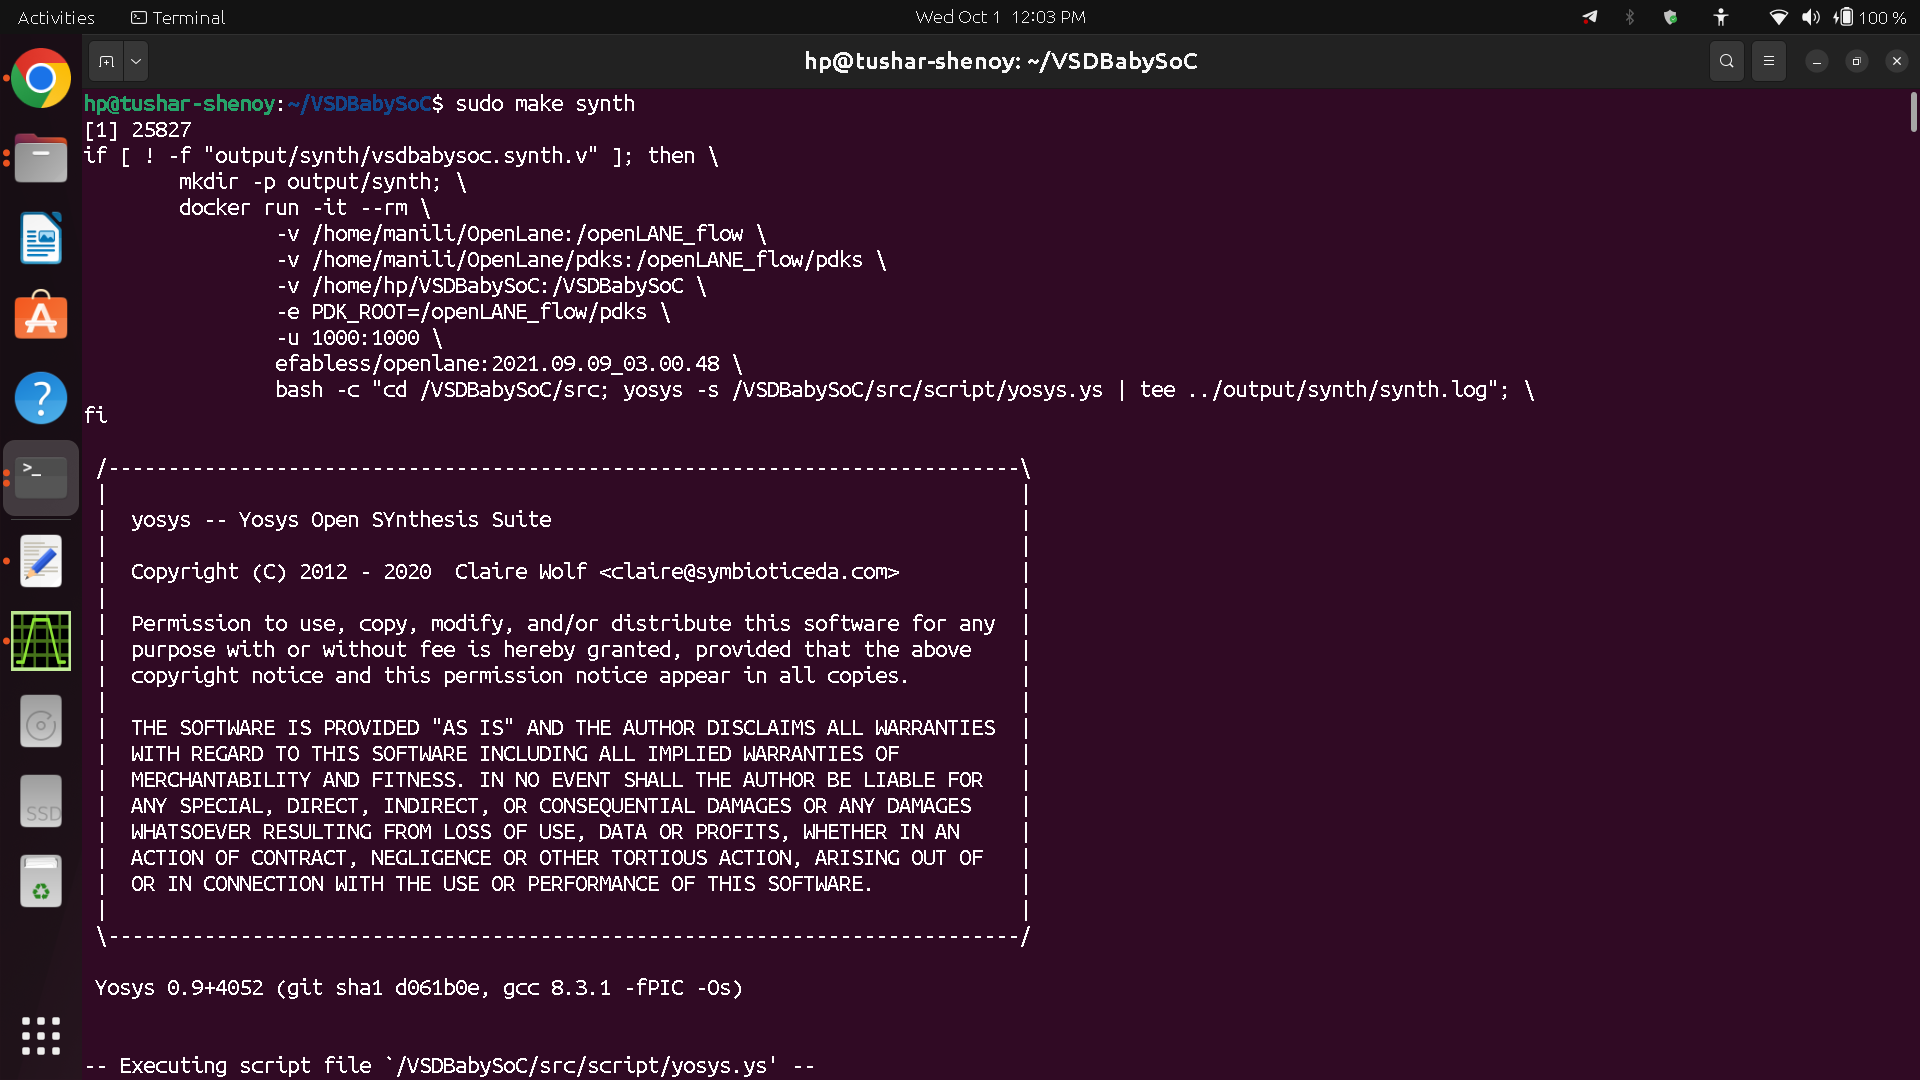 Activities
Terminal
Wed Oct 1 12:03 PM
100 %
hp@tushar-shenoy: ~/VSDBabySoC
hp@tushar-shenoy:~/VSDBabySoC$ sudo make synth
[1] 25827
if [ ! -f "output/synth/vsdbabysoc.synth.v" ]; then \
        mkdir -p output/synth; \
        docker run -it --rm \
                -v /home/manili/OpenLane:/openLANE_flow \
                -v /home/manili/OpenLane/pdks:/openLANE_flow/pdks \
                -v /home/hp/VSDBabySoC:/VSDBabySoC \
                -e PDK_ROOT=/openLANE_flow/pdks \
                -u 1000:1000 \
                efabless/openlane:2021.09.09_03.00.48 \
                bash -c "cd /VSDBabySoC/src; yosys -s /VSDBabySoC/src/script/yosys.ys | tee ../output/synth/synth.log"; \
fi
 /----------------------------------------------------------------------------\
 |                                                                            |
 |  yosys -- Yosys Open SYnthesis Suite                                       |
 |                                                                            |
 |  Copyright (C) 2012 - 2020  Claire Wolf <claire@symbioticeda.com>          |
 |                                                                            |
 |  Permission to use, copy, modify, and/or distribute this software for any  |
 |  purpose with or without fee is hereby granted, provided that the above    |
 |  copyright notice and this permission notice appear in all copies.         |
 |                                                                            |
 |  THE SOFTWARE IS PROVIDED "AS IS" AND THE AUTHOR DISCLAIMS ALL WARRANTIES  |
 |  WITH REGARD TO THIS SOFTWARE INCLUDING ALL IMPLIED WARRANTIES OF          |
 |  MERCHANTABILITY AND FITNESS. IN NO EVENT SHALL THE AUTHOR BE LIABLE FOR   |
 |  ANY SPECIAL, DIRECT, INDIRECT, OR CONSEQUENTIAL DAMAGES OR ANY DAMAGES    |
 |  WHATSOEVER RESULTING FROM LOSS OF USE, DATA OR PROFITS, WHETHER IN AN     |
 |  ACTION OF CONTRACT, NEGLIGENCE OR OTHER TORTIOUS ACTION, ARISING OUT OF   |
 |  OR IN CONNECTION WITH THE USE OR PERFORMANCE OF THIS SOFTWARE.            |
 |                                                                            |
 \----------------------------------------------------------------------------/
SSD
 Yosys 0.9+4052 (git sha1 d061b0e, gcc 8.3.1 -fPIC -Os)
-- Executing script file `/VSDBabySoC/src/script/yosys.ys' --